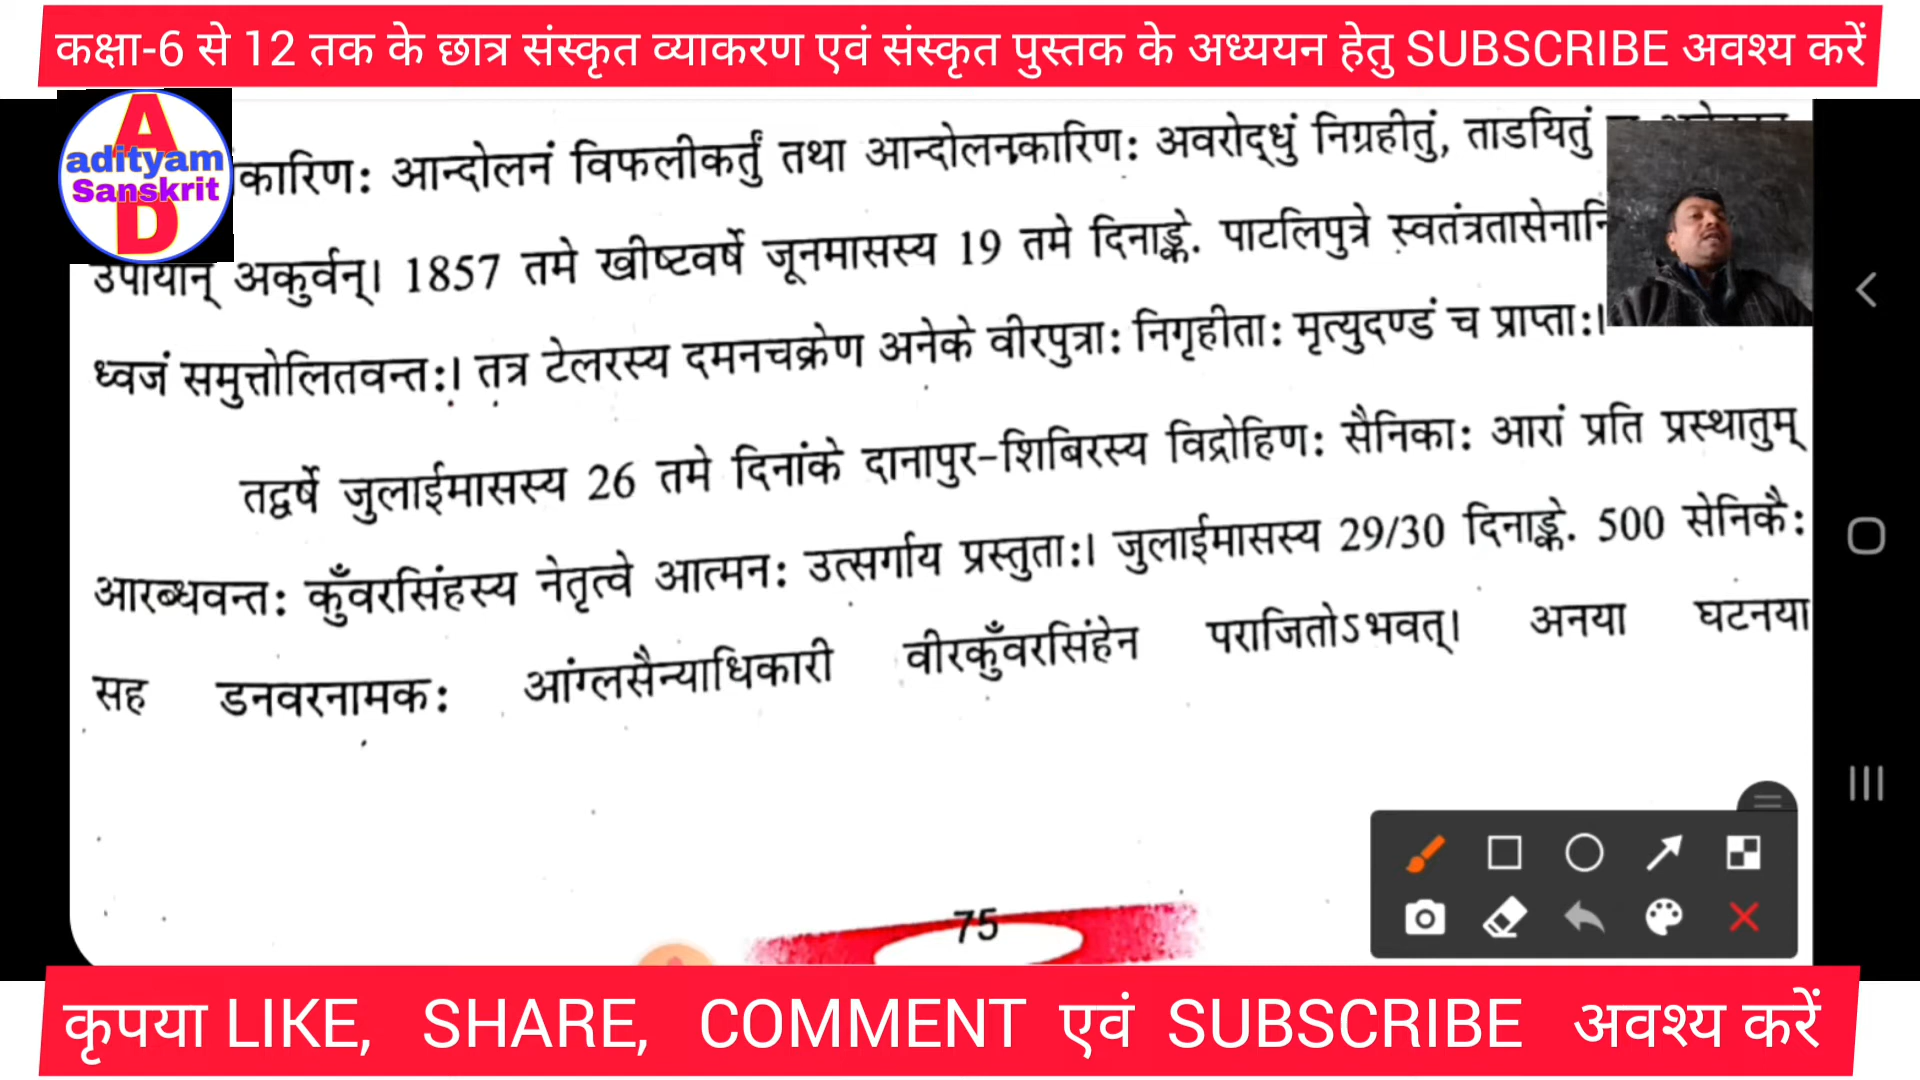 कक्षा-6 से 12 तक के छात्र संस्कृत व्याकरण एवं संस्कृत पुस्तक के अध्ययन हेतु SUBSCRIBE अवश्य करें
A
adityam
Sanskrit
D
कारिणः आन्दोलनं विफलीकर्तुं तथा आन्दोलनकारिणः अवरोद्धुं निग्रहीतुं, ताडयितुं
उपायान् अकुर्वन्। 1857 तमे खीष्टवर्षे जूनमासस्य 19 तमे दिनाङ्के. पाटलिपुत्रे
ध्वजं समुत्तोलितवन्तः। तत्र टेलरस्य दमनचक्रेण अनेके वीरपुत्राः निगृहीताः मृत्युदण्डं च प्राप्ताः।
तद्वर्षे जुलाईमासस्य 26 तमे दिनांके दानापुर-शिबिरस्य विद्रोहिणः सैनिकाः आरां प्रति प्रस्थातुम्
आरब्धवन्तः कुँवरसिंहस्य नेतृत्वे आत्मनः उत्सर्गाय प्रस्तुताः। जुलाईमासस्य 29/30 दिनाङ्के. 500 सेनिकैः
सह डनवरनामकः आंग्लसैन्याधिकारी वीरकुँवरसिंहेन पराजितोऽभवत्। अनया घटनया
75
कृपया LIKE, SHARE, COMMENT एवं SUBSCRIBE अवश्य करें